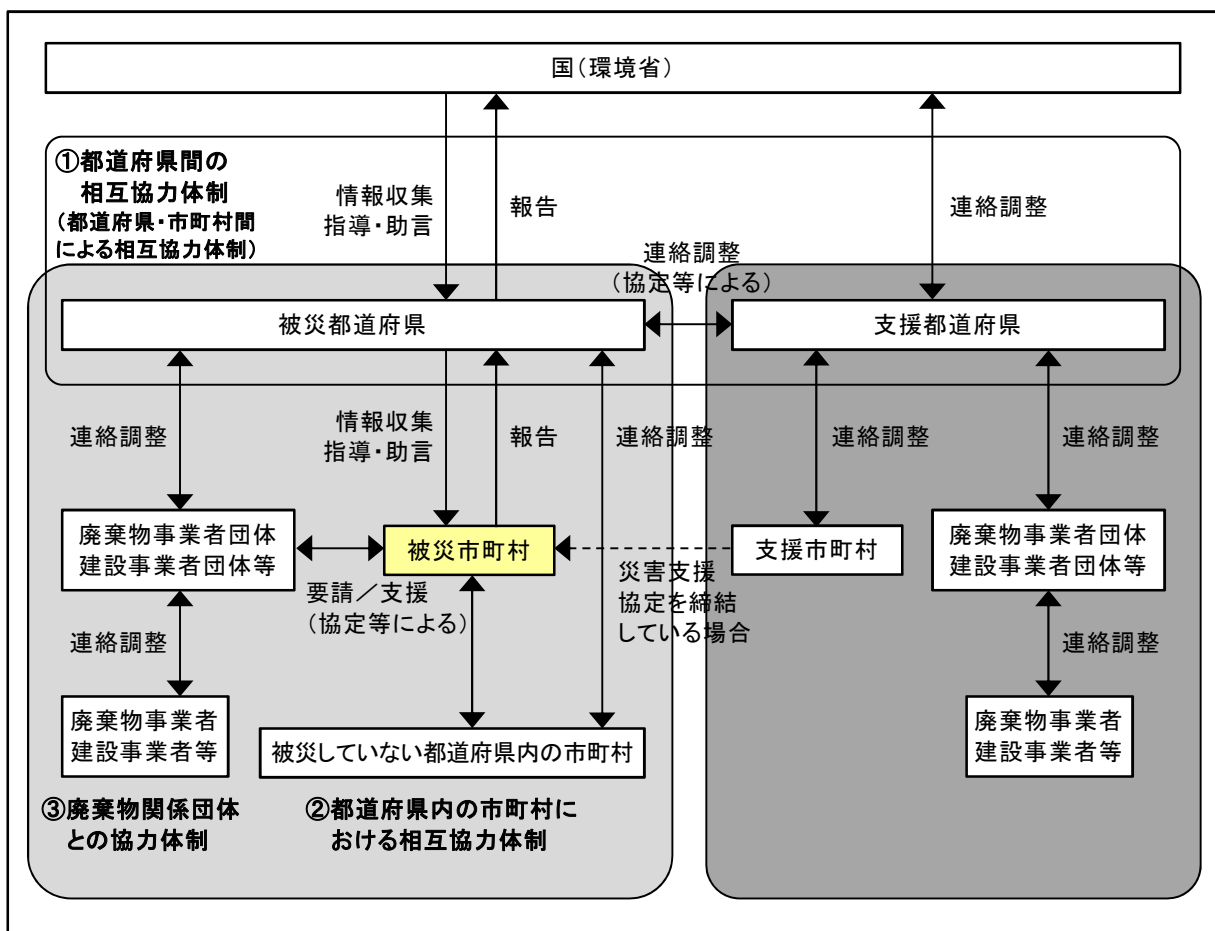 国(環境省)
①都道府県間の
相互協力体制
(都道府県・市町村間
による相互協力体制)
情報収集
指導・助言
報告
連絡調整
連絡調整
(協定等による)
被災都道府県
支援都道府県
連絡調整
情報収集
指導・助言
報告
連絡調整
連絡調整
連絡調整
廃棄物事業者団体
建設事業者団体等
被災市町村
支援市町村
廃棄物事業者団体
建設事業者団体等
要請/支援
(協定等による)
災害支援
協定を締結
している場合
連絡調整
連絡調整
廃棄物事業者
建設事業者等
被災していない都道府県内の市町村
廃棄物事業者
建設事業者等
③廃棄物関係団体
との協力体制
②都道府県内の市町村に
おける相互協力体制